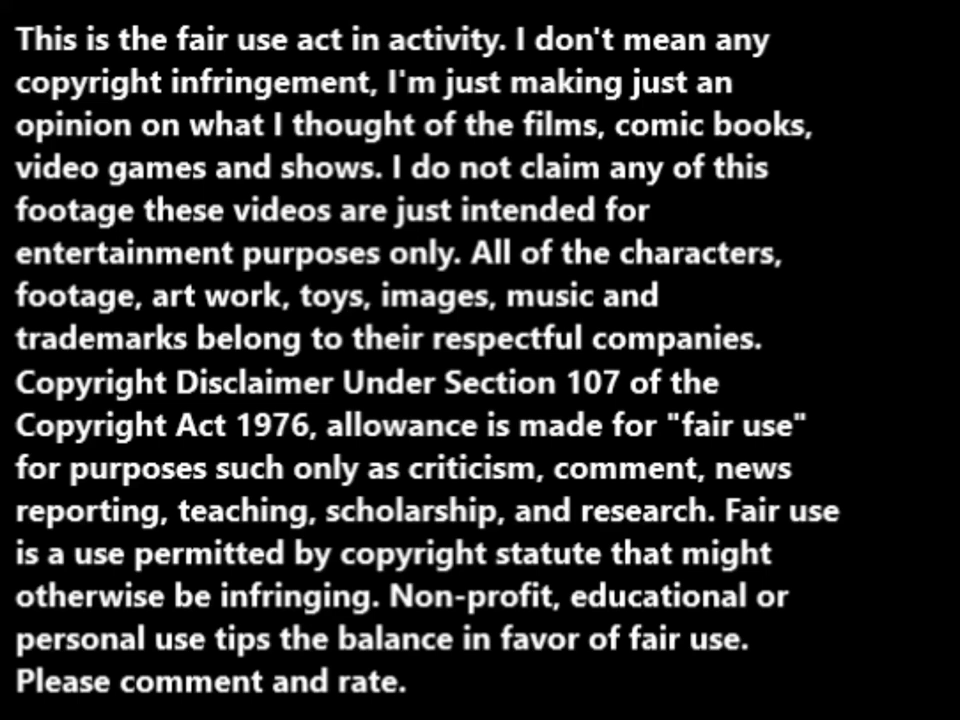 This is the fair use act in activity. I don't mean any
copyright infringement, I'm just making just an
opinion on what I thought of the films, comic books,
video games and shows. I do not claim any of this
footage these videos are just intended for
entertainment purposes only. All of the characters,
footage, art work, toys, images, music and
trademarks belong to their respectful companies.
Copyright Disclaimer Under Section 107 of the
Copyright Act 1976, allowance is made for "fair use"
for purposes such only as criticism, comment, news
reporting, teaching, scholarship, and research. Fair use
is a use permitted by copyright statute that might
otherwise be infringing. Non-profit, educational or
personal use tips the balance in favor of fair use.
Please comment and rate.